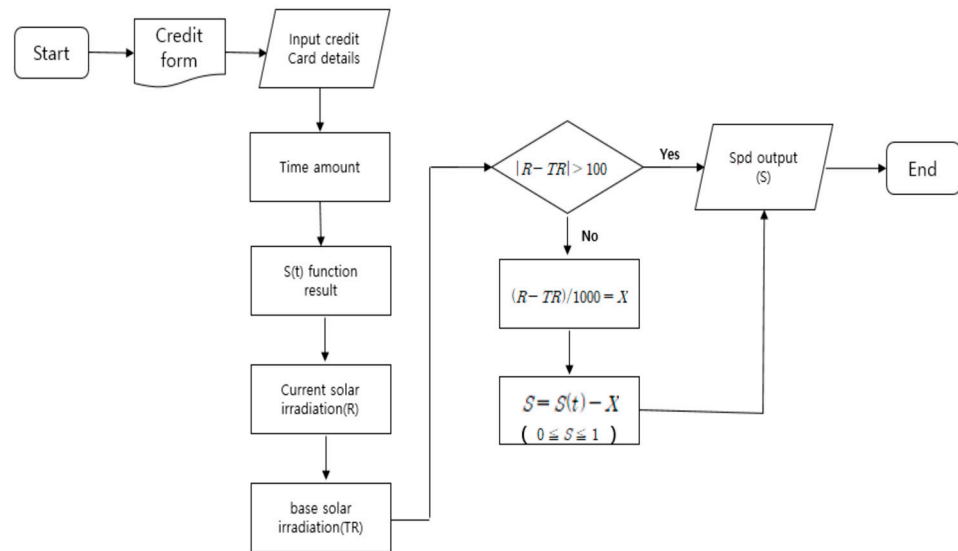 Start
Credit
form
Input credit
Card details
Time amount
S(t) function
result
Current solar
irradiation(R)
base solar
irradiation(TR)
|R−TR|>100
Yes
No
(R−TR)/1000=X
S=S(t)−X
( 0≦S≦1 )
Spd output
(S)
End